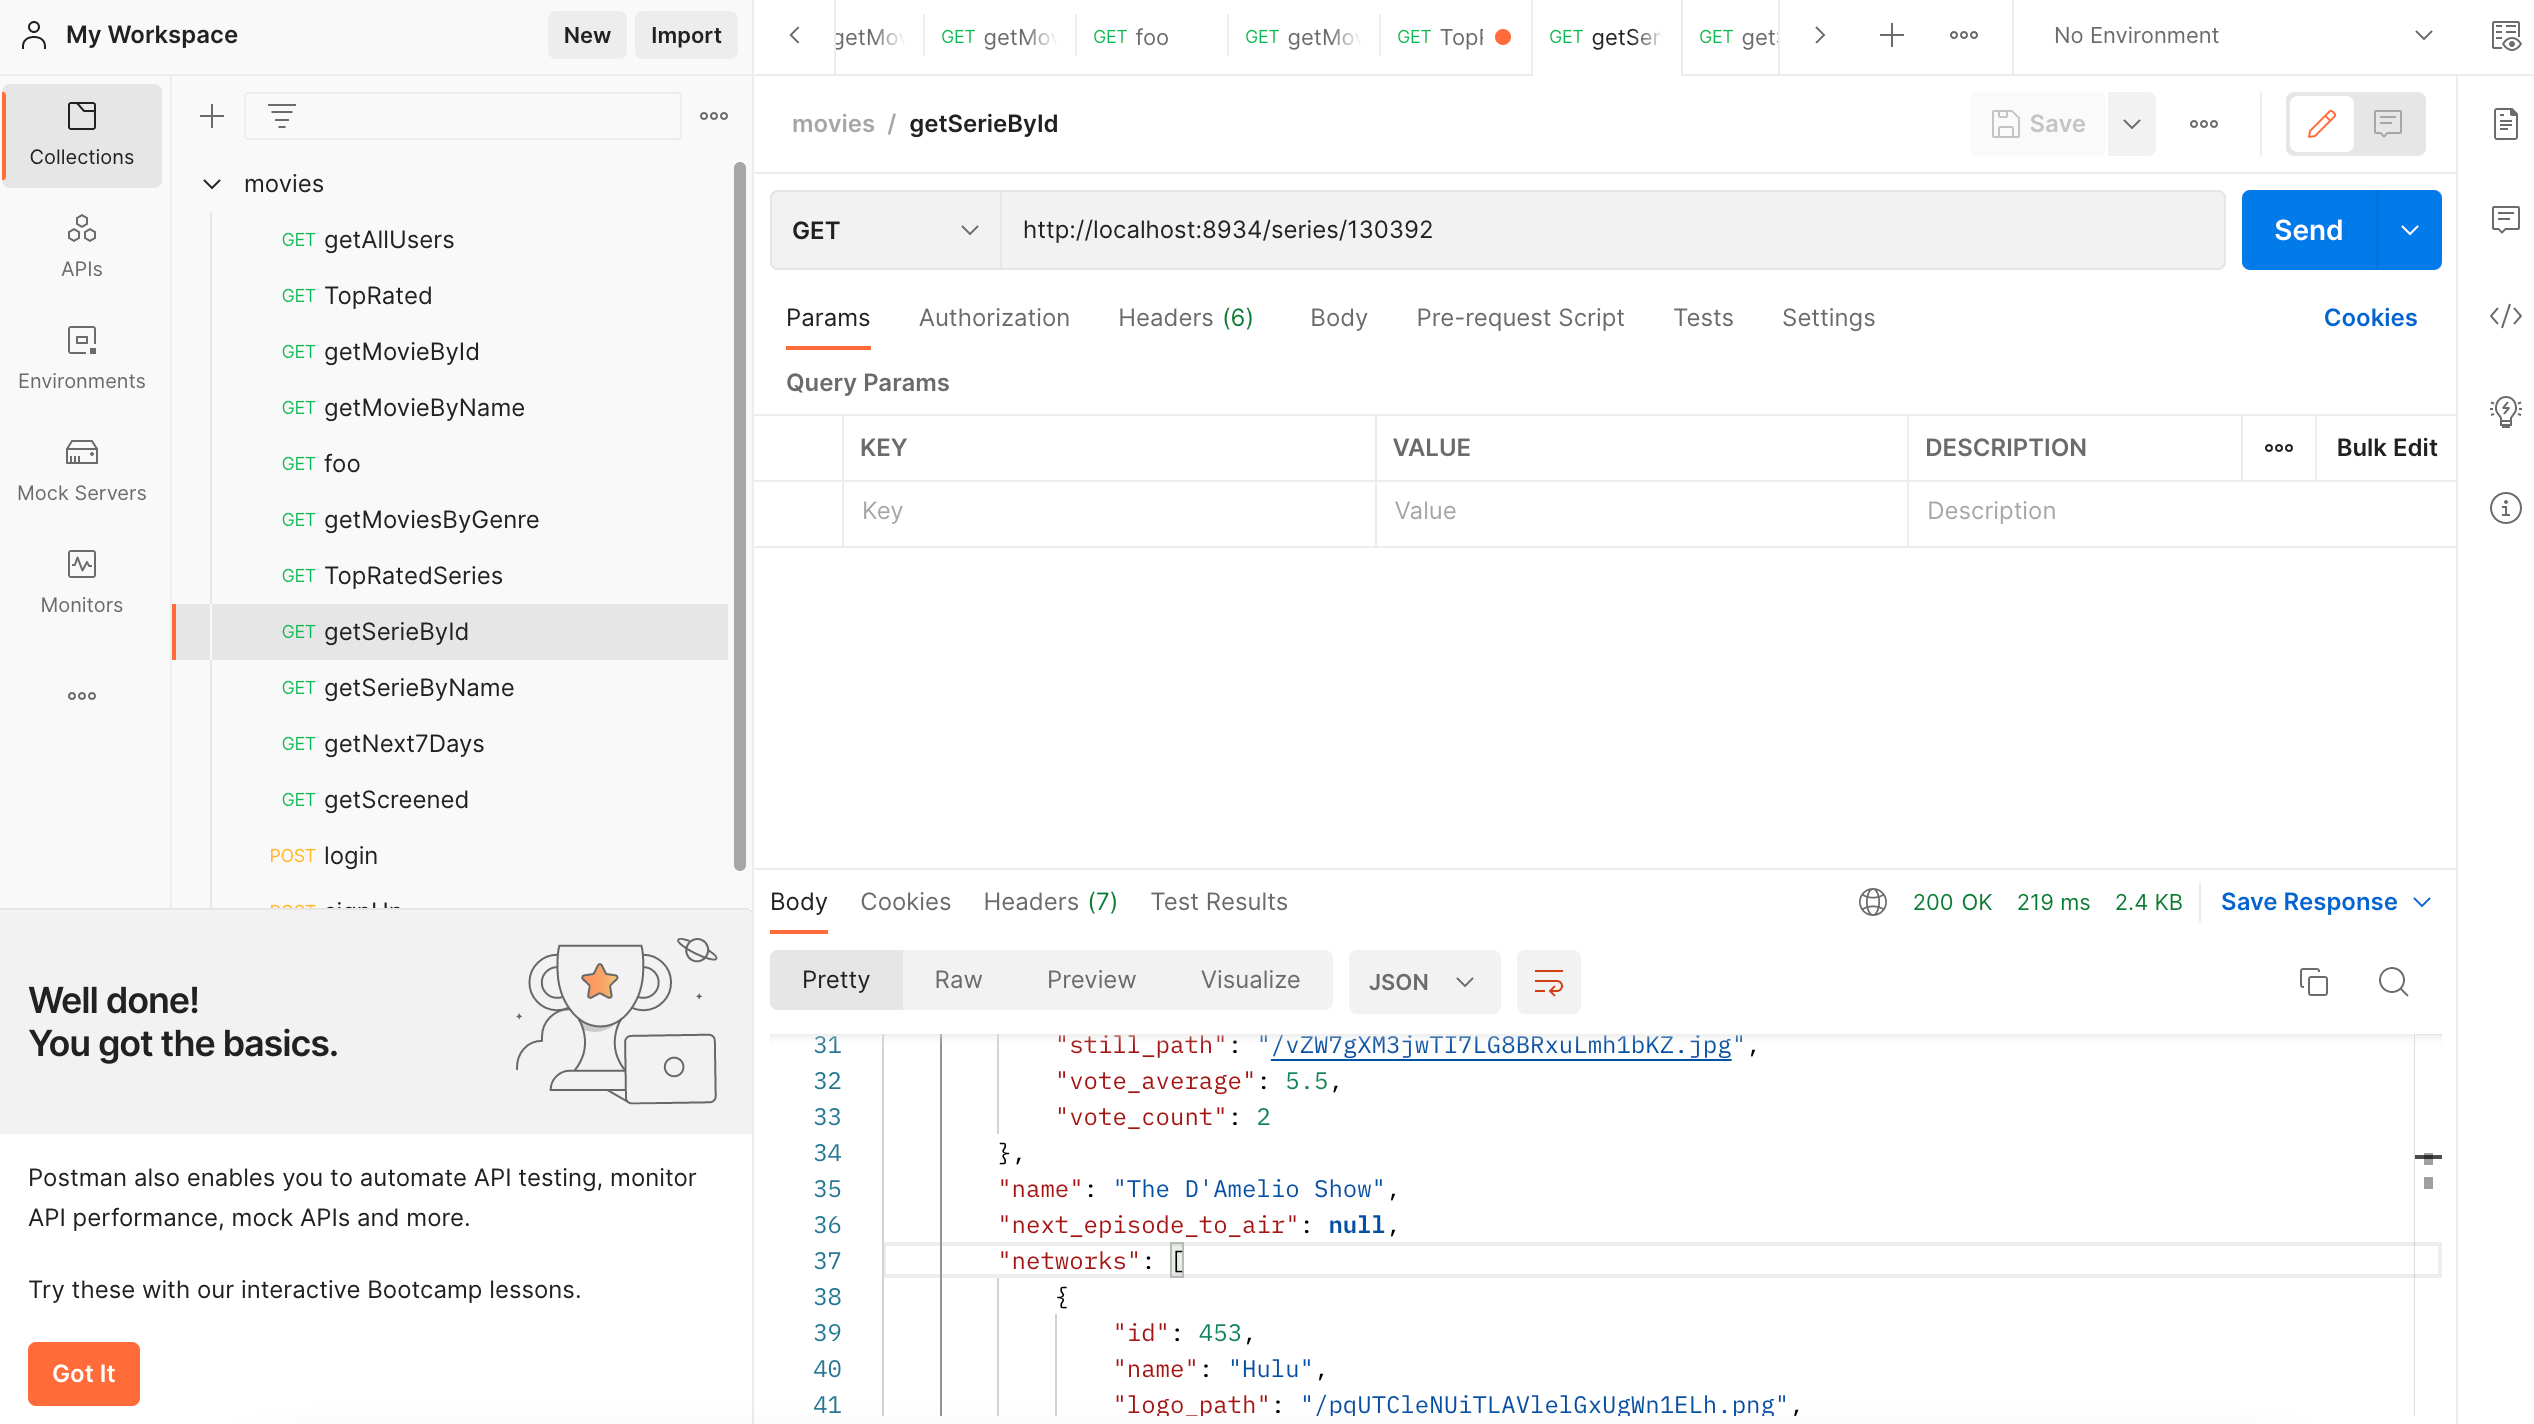 My Workspace
New
Import
GET
GET foo
GET
GET
GET
GET
No Environment
Collections
APIs
Environments
Mock Servers
Monitors
movies
GET getAllUsers
GET TopRated
GET getMovieById
GET getMovieByName
GET foo
GET getMoviesByGenre
GET TopRatedSeries
GET getSerieById
GET getSerieByName
GET getNext7Days
GET getScreened
POST login
Well done!
You got the basics.
Postman also enables you to automate API testing, monitor
API performance, mock APIs and more.
Try these with our interactive Bootcamp lessons.
Got It
movies / getSerieById
Save
GET
http://localhost:8934/series/130392
Send
Params Authorization Headers (6) Body Pre-request Script Tests Settings
Cookies
Query Params
KEY VALUE DESCRIPTION Bulk Edit
Key Value Description
Body Cookies Headers (7) Test Results
200 OK 219 ms 2.4 KB Save Response
Pretty Raw Preview Visualize JSON
31 "still_path": "/vZW7gXM3jwTI7LG8BRxuLmh1bKZ.jpg",
32 "vote_average": 5.5,
33 "vote_count": 2
34 },
35 "name": "The D'Amelio Show",
36 "next_episode_to_air": null,
37 "networks": [
38 {
39 "id": 453,
40 "name": "Hulu",
41 "logo_path": "/pqUTCleNUiTLAVlelGxUgWn1ELh.png",